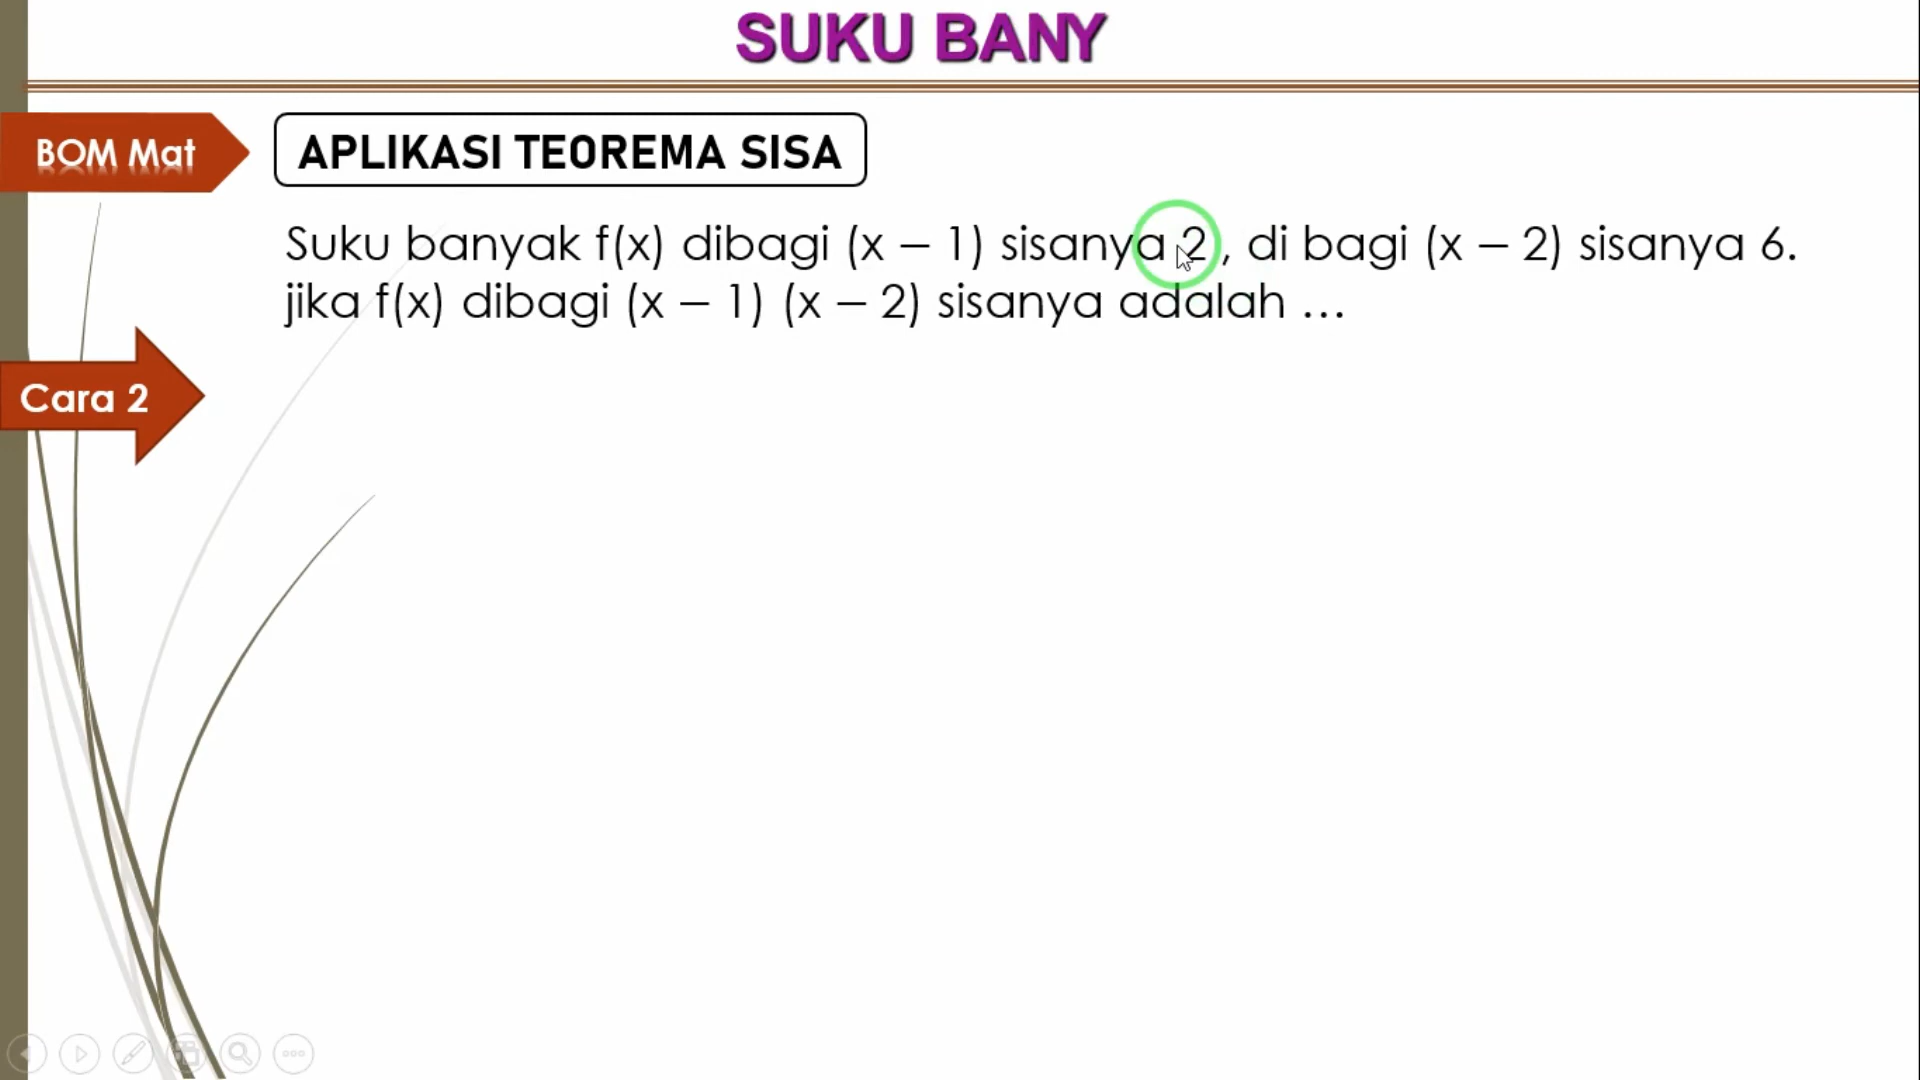 SUKU BANY
BOM Mat
APLIKASI TEOREMA SISA
Suku banyak f(x) dibagi (x – 1) sisanya 2 , di bagi (x – 2) sisanya 6.
jika f(x) dibagi (x – 1) (x – 2) sisanya adalah ...
Cara 2